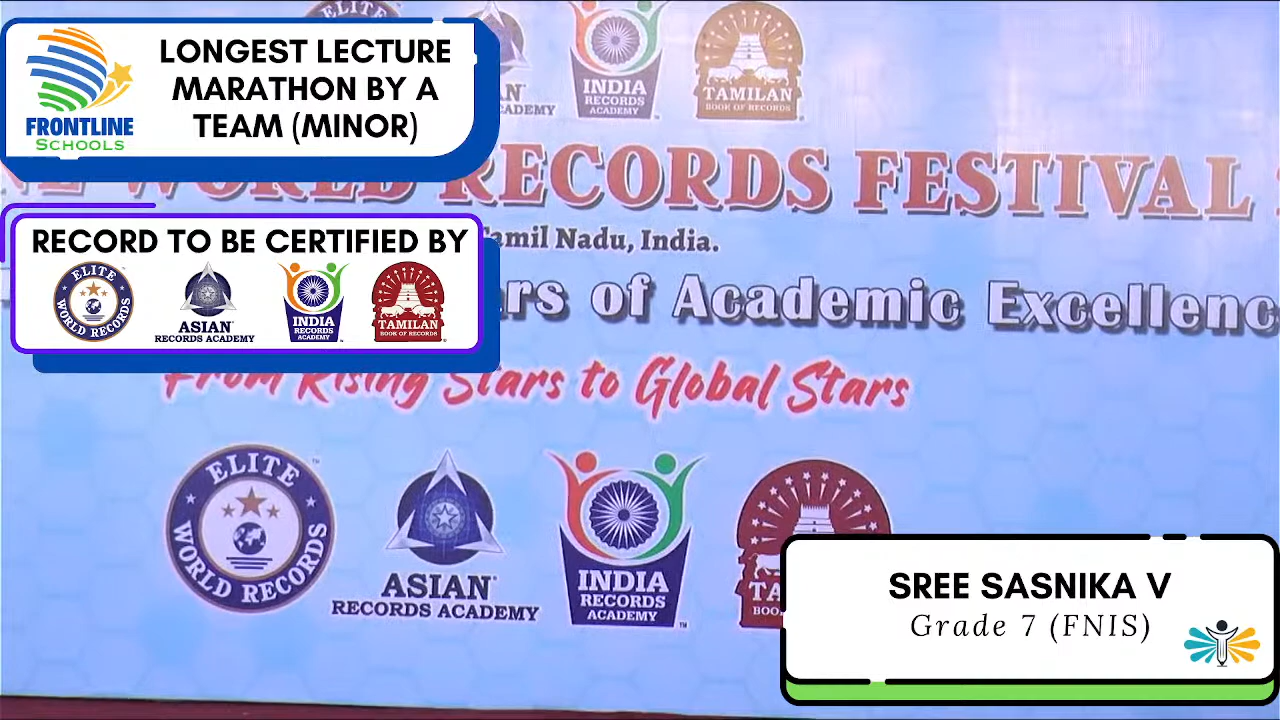 FRONTLINE
SCHOOLS
LONGEST LECTURE
MARATHON BY A
TEAM (MINOR)
ELITE
INDIA
RECORDS
ACADEMY
TAMILAN
BOOK OF RECORDS
WORLD RECORDS FESTIVAL
RECORD TO BE CERTIFIED BY
ELITE
WORLD RECORDS
ASIAN
RECORDS ACADEMY
INDIA
RECORDS
ACADEMY
TAMILAN
BOOK OF RECORDS
Tamil Nadu, India.
of Academic
From Rising Stars to Global Stars
ELITE
WORLD RECORDS
ASIAN
RECORDS ACADEMY
INDIA
RECORDS
ACADEMY
SREE SASNIKA V
Grade 7 (FNIS)